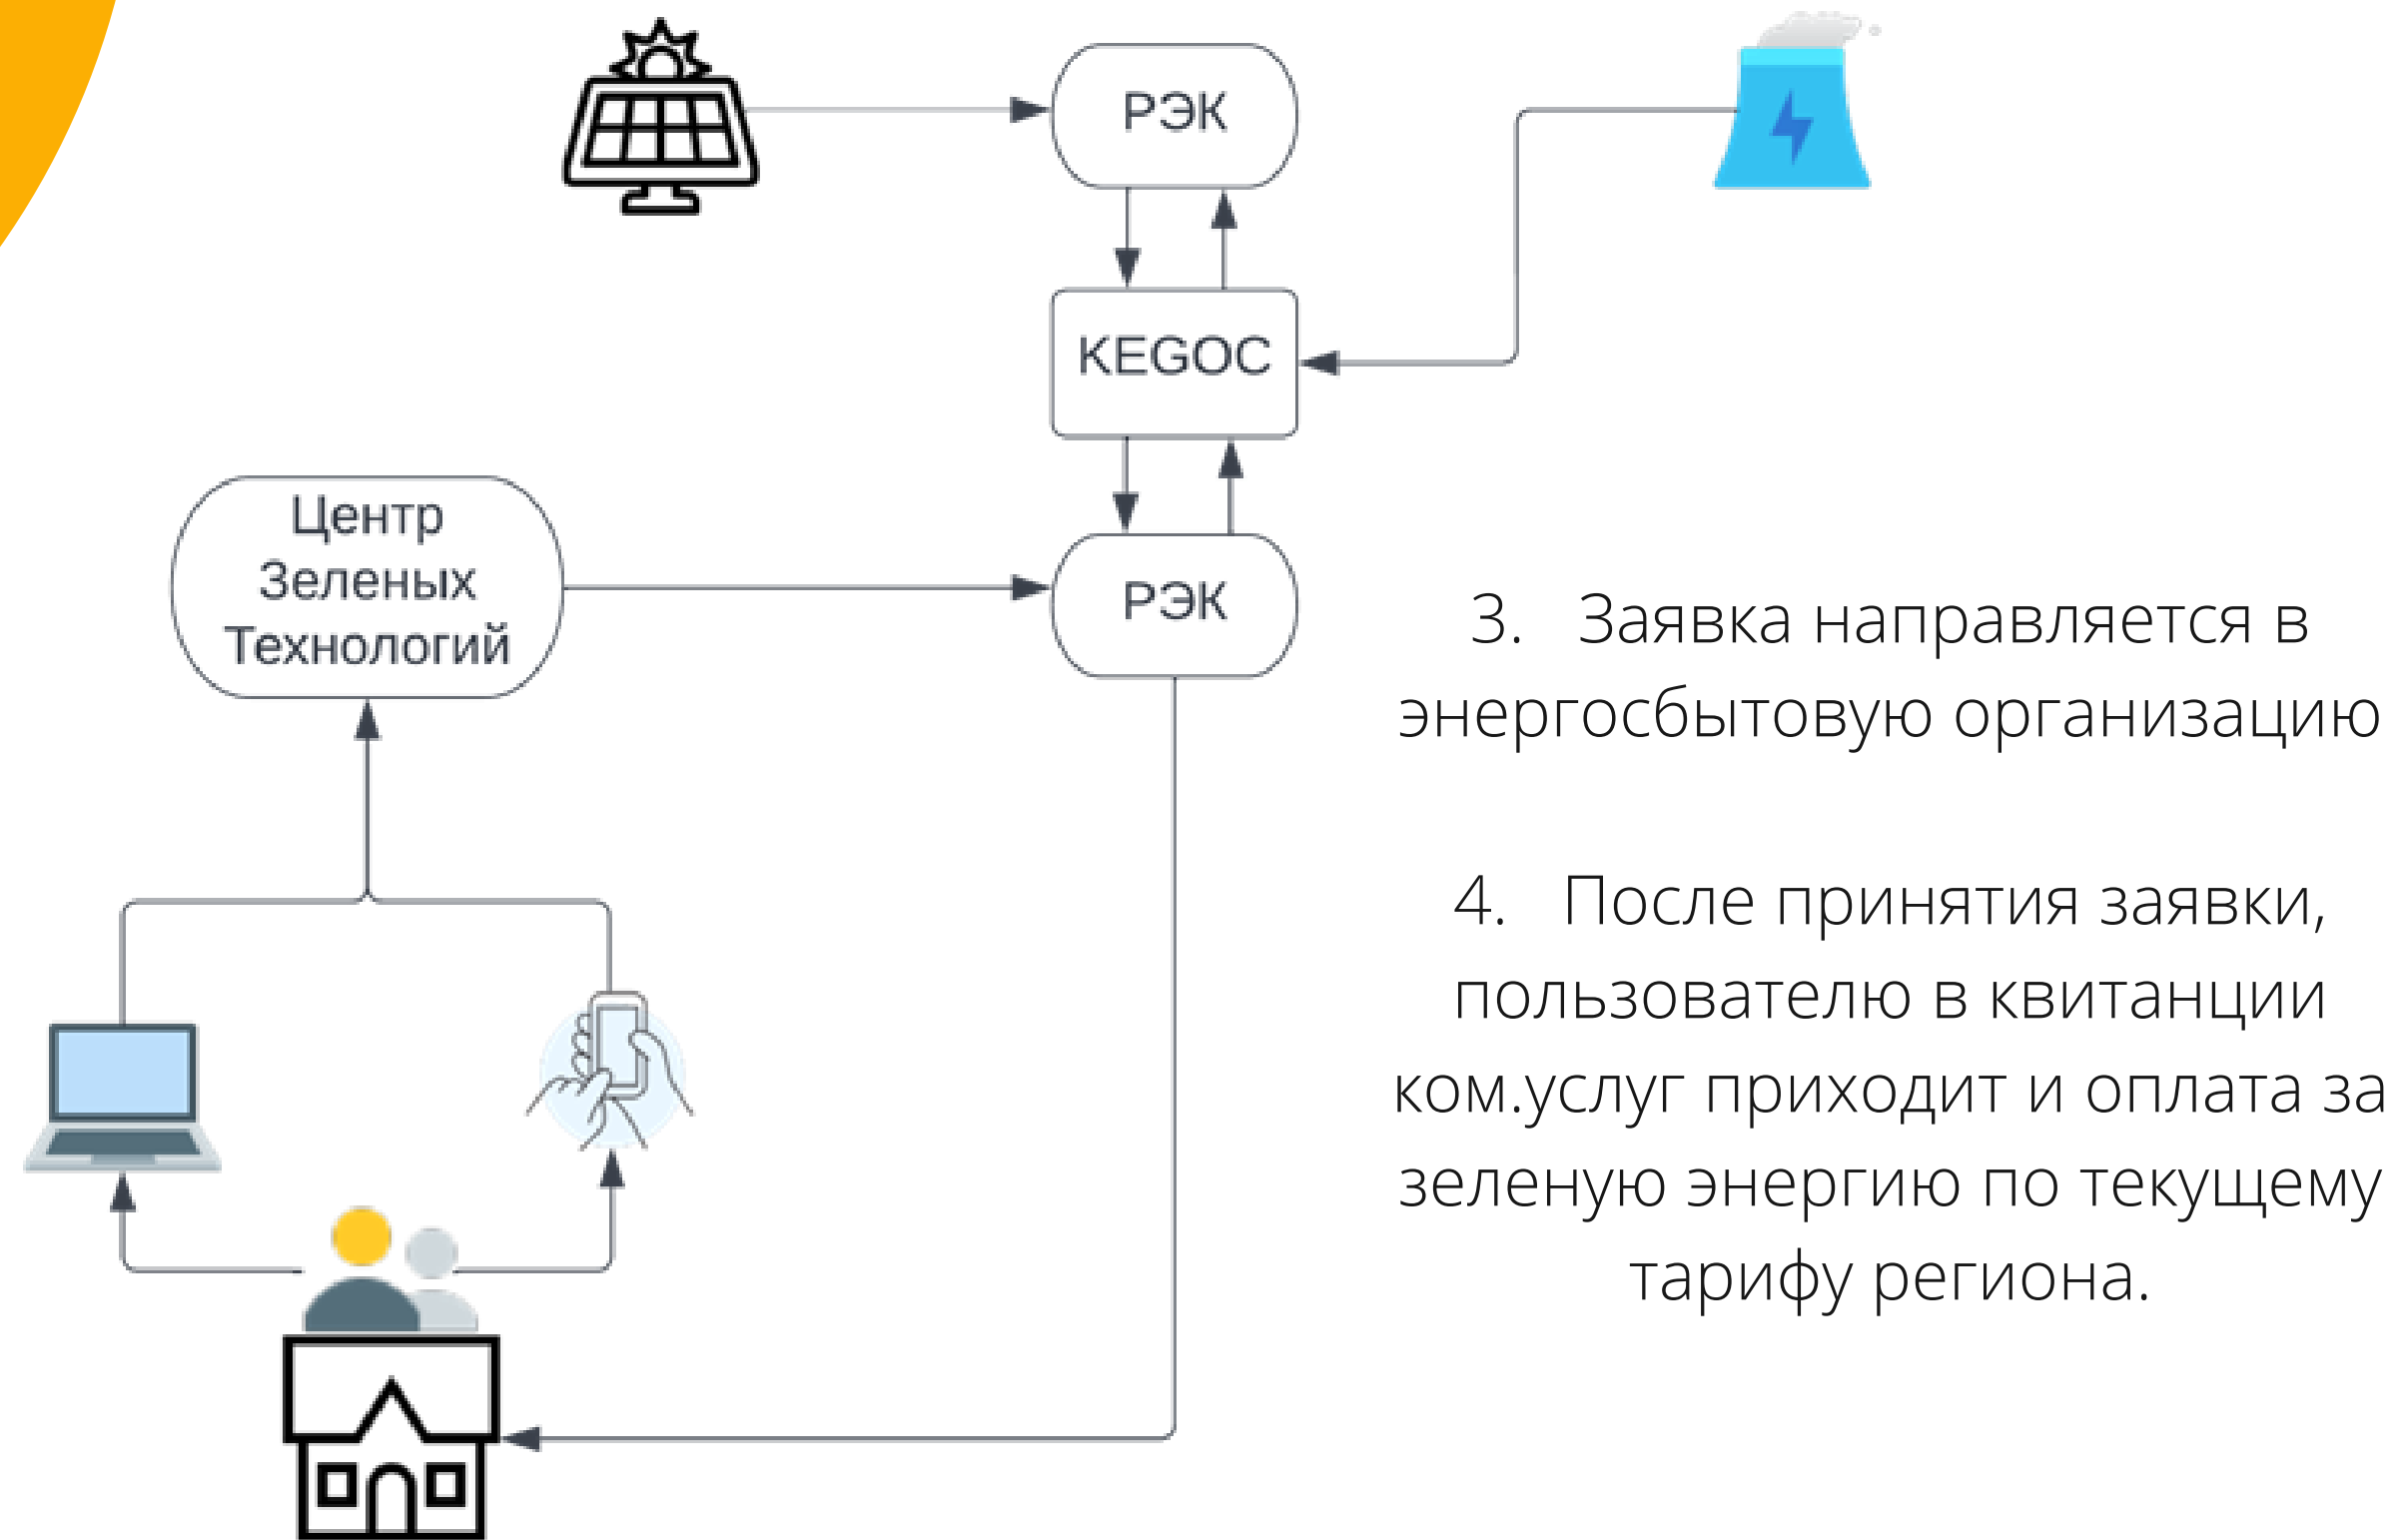 РЭК
KEGOC
Центр
Зеленых
Технологий
РЭК
3. Заявка направляется в
энергосбытовую организацию
4. После принятия заявки,
пользователю в квитанции
ком.услуг приходит и оплата за
зеленую энергию по текущему
тарифу региона.